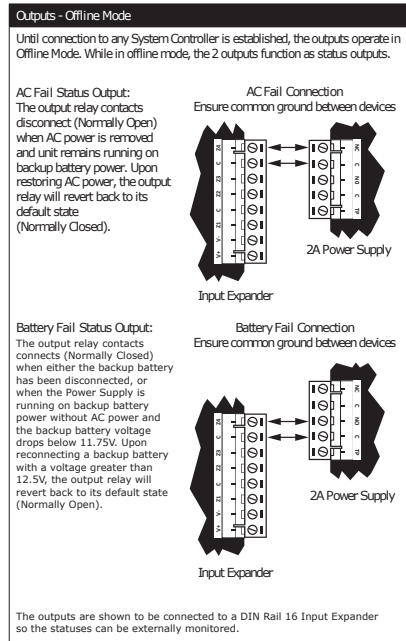 Outputs - Offline Mode
Until connection to any System Controller is established, the outputs operate in
Offline Mode. While in offline mode, the 2 outputs function as status outputs.
AC Fail Status Output:
The output relay contacts
disconnect (Normally Open)
when AC power is removed
and unit remains running on
backup battery power. Upon
restoring AC power, the output
relay will revert back to its
default state
(Normally Closed).
AC Fail Connection
Ensure common ground between devices
Z4
C
Z3
Z2
C
Z1
V-
V+
NC
C
NO
C
TP
2A Power Supply
Input Expander
Battery Fail Status Output:
The output relay contacts
connects (Normally Closed)
when either the backup battery
has been disconnected, or
when the Power Supply is
running on backup battery
power without AC power and
the backup battery voltage
drops below 11.75V. Upon
reconnecting a backup battery
with a voltage greater than
12.5V, the output relay will
revert back to its default state
(Normally Open).
Battery Fail Connection
Ensure common ground between devices
Z4
C
Z3
Z2
C
Z1
V-
V+
NC
C
NO
C
TP
2A Power Supply
Input Expander
The outputs are shown to be connected to a DIN Rail 16 Input Expander
so the statuses can be externally monitored.